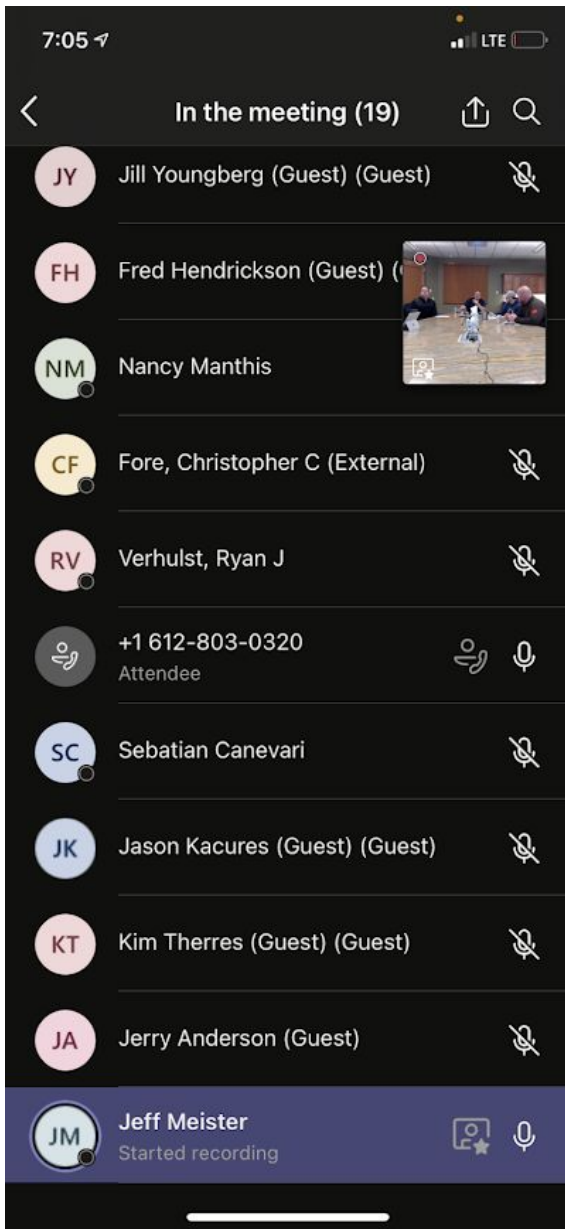 7:05
LTE
In the meeting (19)
JY
Jill Youngberg (Guest) (Guest)
FH
Fred Hendrickson (Guest) (
NM
Nancy Manthis
CF
Fore, Christopher C (External)
RV
Verhulst, Ryan J
+1 612-803-0320
Attendee
SC
Sebatian Canevari
JK
Jason Kacures (Guest) (Guest)
KT
Kim Therres (Guest) (Guest)
JA
Jerry Anderson (Guest)
JM
Jeff Meister
Started recording